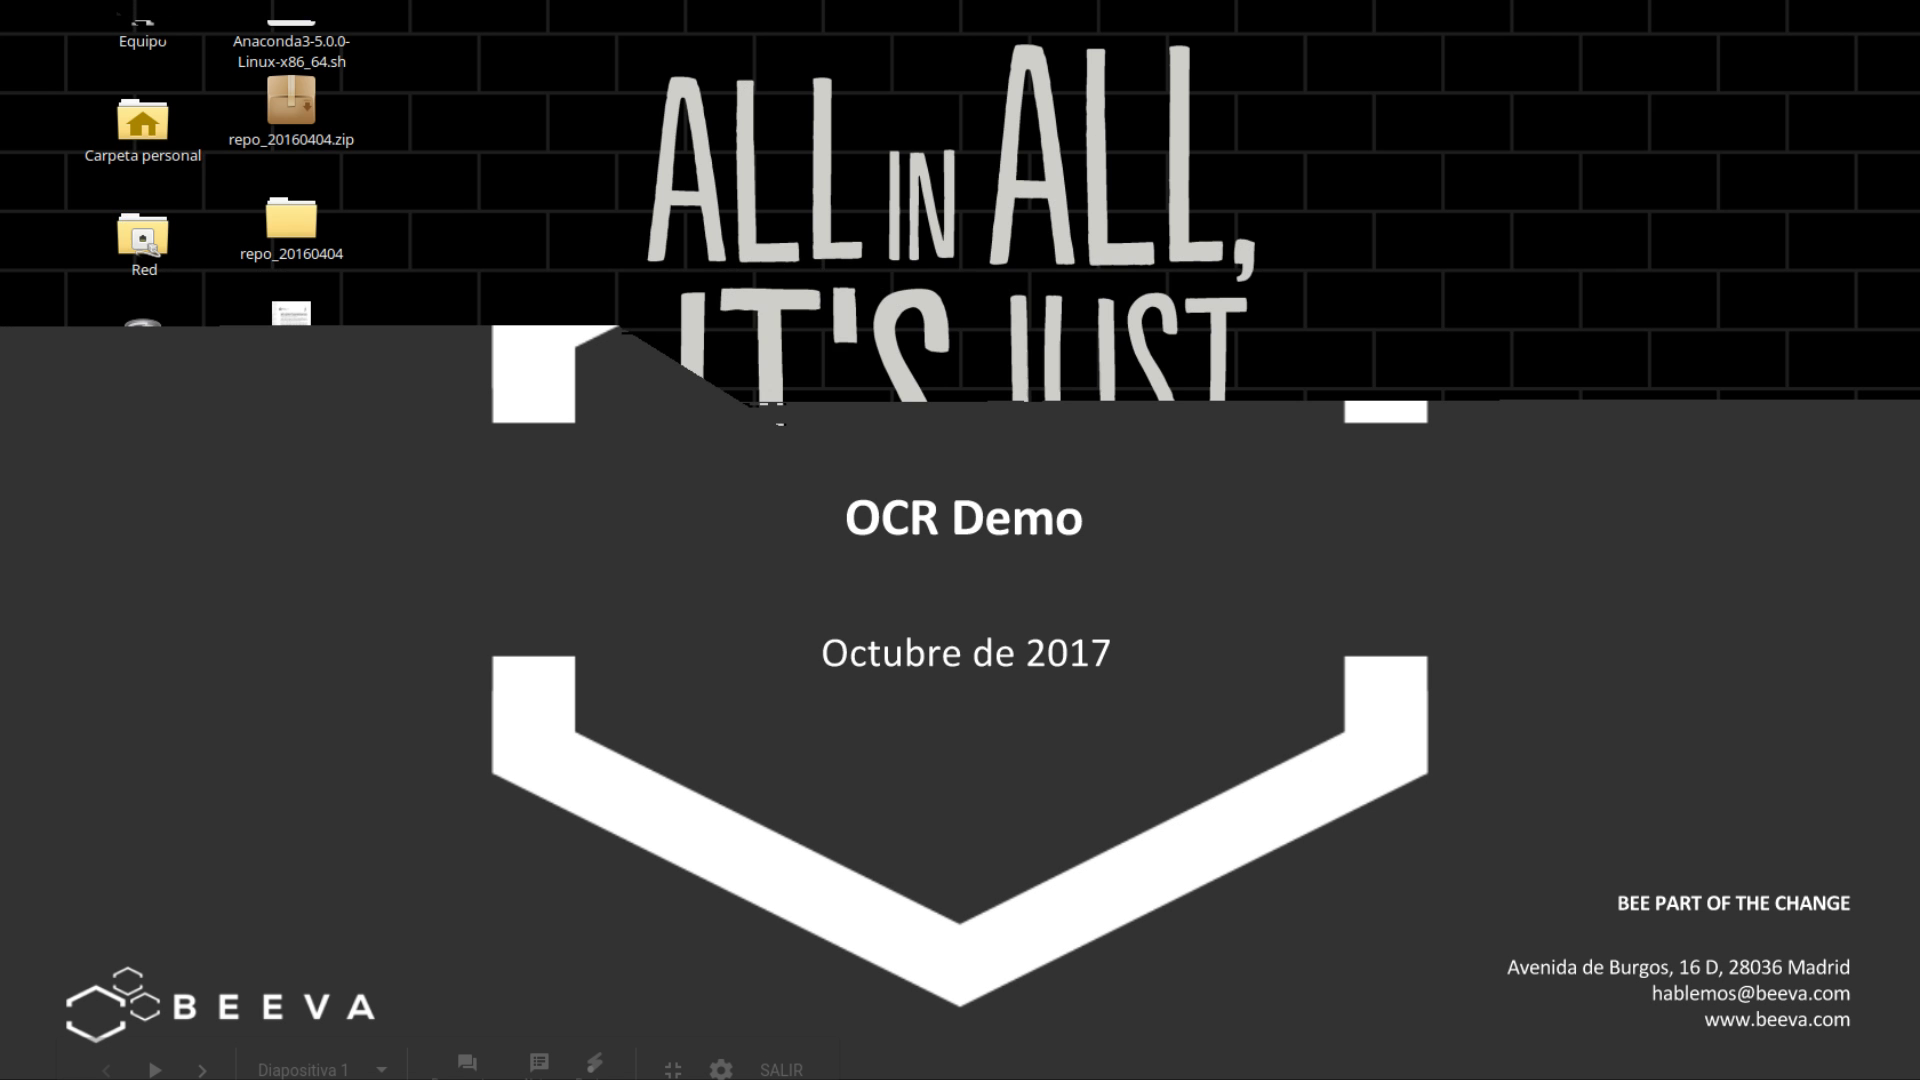 Equipo
Anaconda3-5.0.0-
Linux-x86_64.sh
Carpeta personal
repo_20160404.zip
Red
repo_20160404
ALL IN ALL,
IT'S JUST
OCR Demo
Octubre de 2017
BEE PART OF THE CHANGE
Avenida de Burgos, 16 D, 28036 Madrid
hablemos@beeva.com
www.beeva.com
BEEVA
Diapositiva 1
SALIR